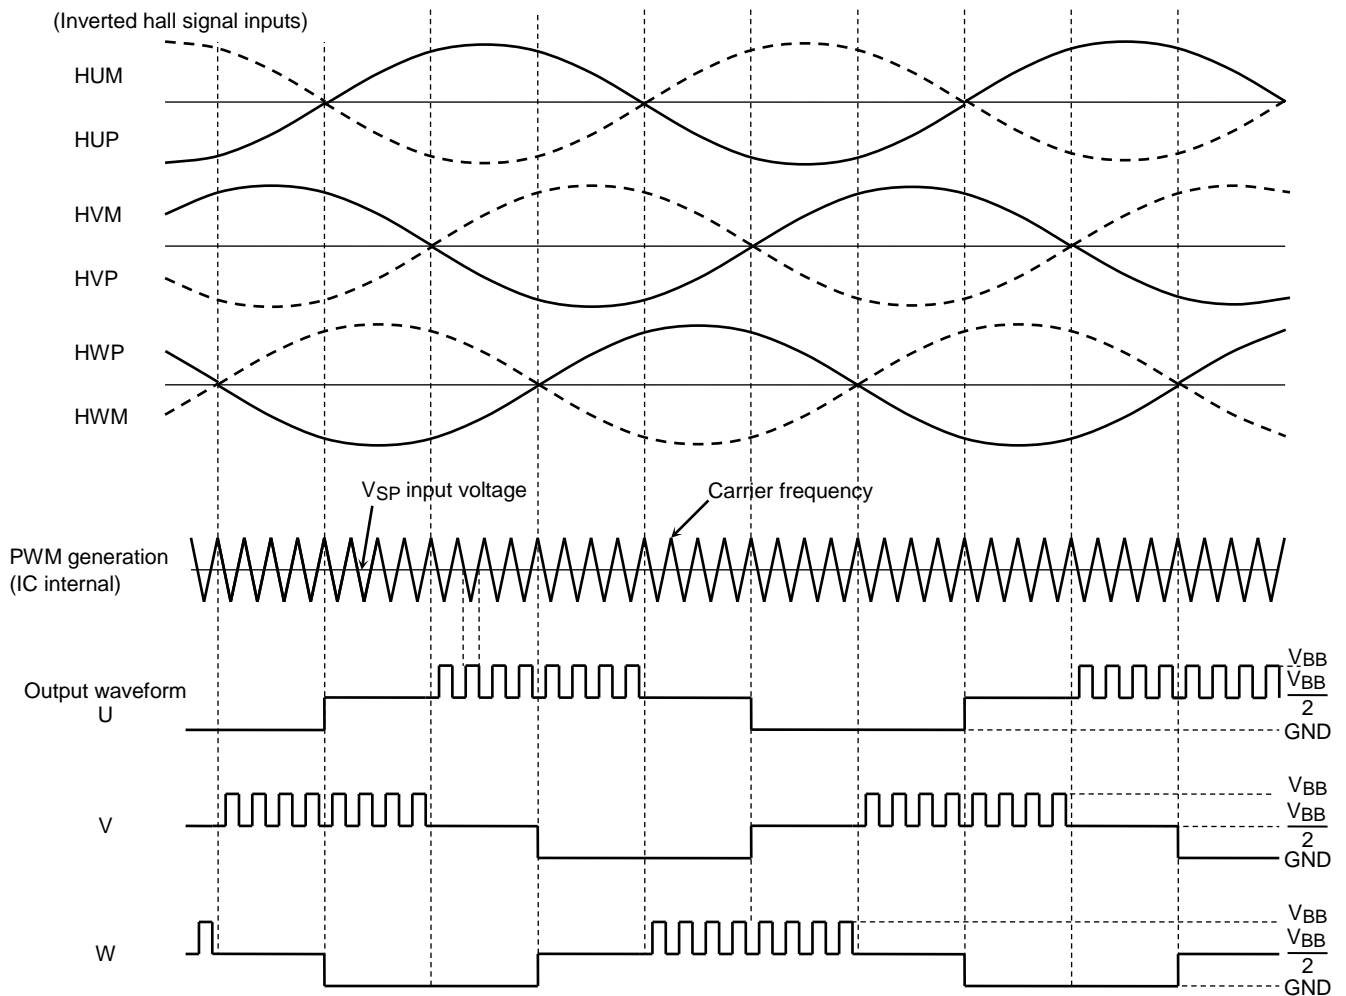 (Inverted hall signal inputs)
HUM
HUP
HVM
HVP
HWP
HWM
VSP input voltage
Carrier frequency
PWM generation
(IC internal)
Output waveform
U
VBB
VBB
2
GND
V
VBB
VBB
2
GND
W
VBB
VBB
2
GND